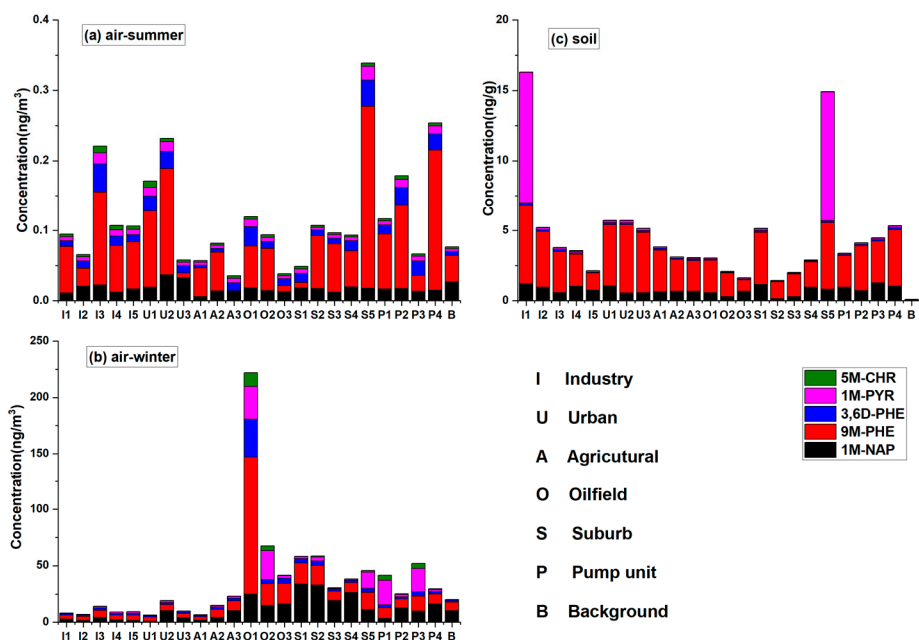 (a) air-summer
Concentration(ng/m³)
0.4
0.3
0.2
0.1
0.0
I1 I2 I3 I4 I5 U1 U2 U3 A1 A2 A3 O1 O2 O3 S1 S2 S3 S4 S5 P1 P2 P3 P4 B
(c) soil
Concentration(ng/g)
20
15
10
5
0
I1 I2 I3 I4 I5 U1 U2 U3 A1 A2 A3 O1 O2 O3 S1 S2 S3 S4 S5 P1 P2 P3 P4 B
(b) air-winter
Concentration(ng/m³)
250
200
150
100
50
0
I1 I2 I3 I4 I5 U1 U2 U3 A1 A2 A3 O1 O2 O3 S1 S2 S3 S4 S5 P1 P2 P3 P4 B
I Industry
U Urban
A Agricutural
O Oilfield
S Suburb
P Pump unit
B Background
5M-CHR
1M-PYR
3,6D-PHE
9M-PHE
1M-NAP